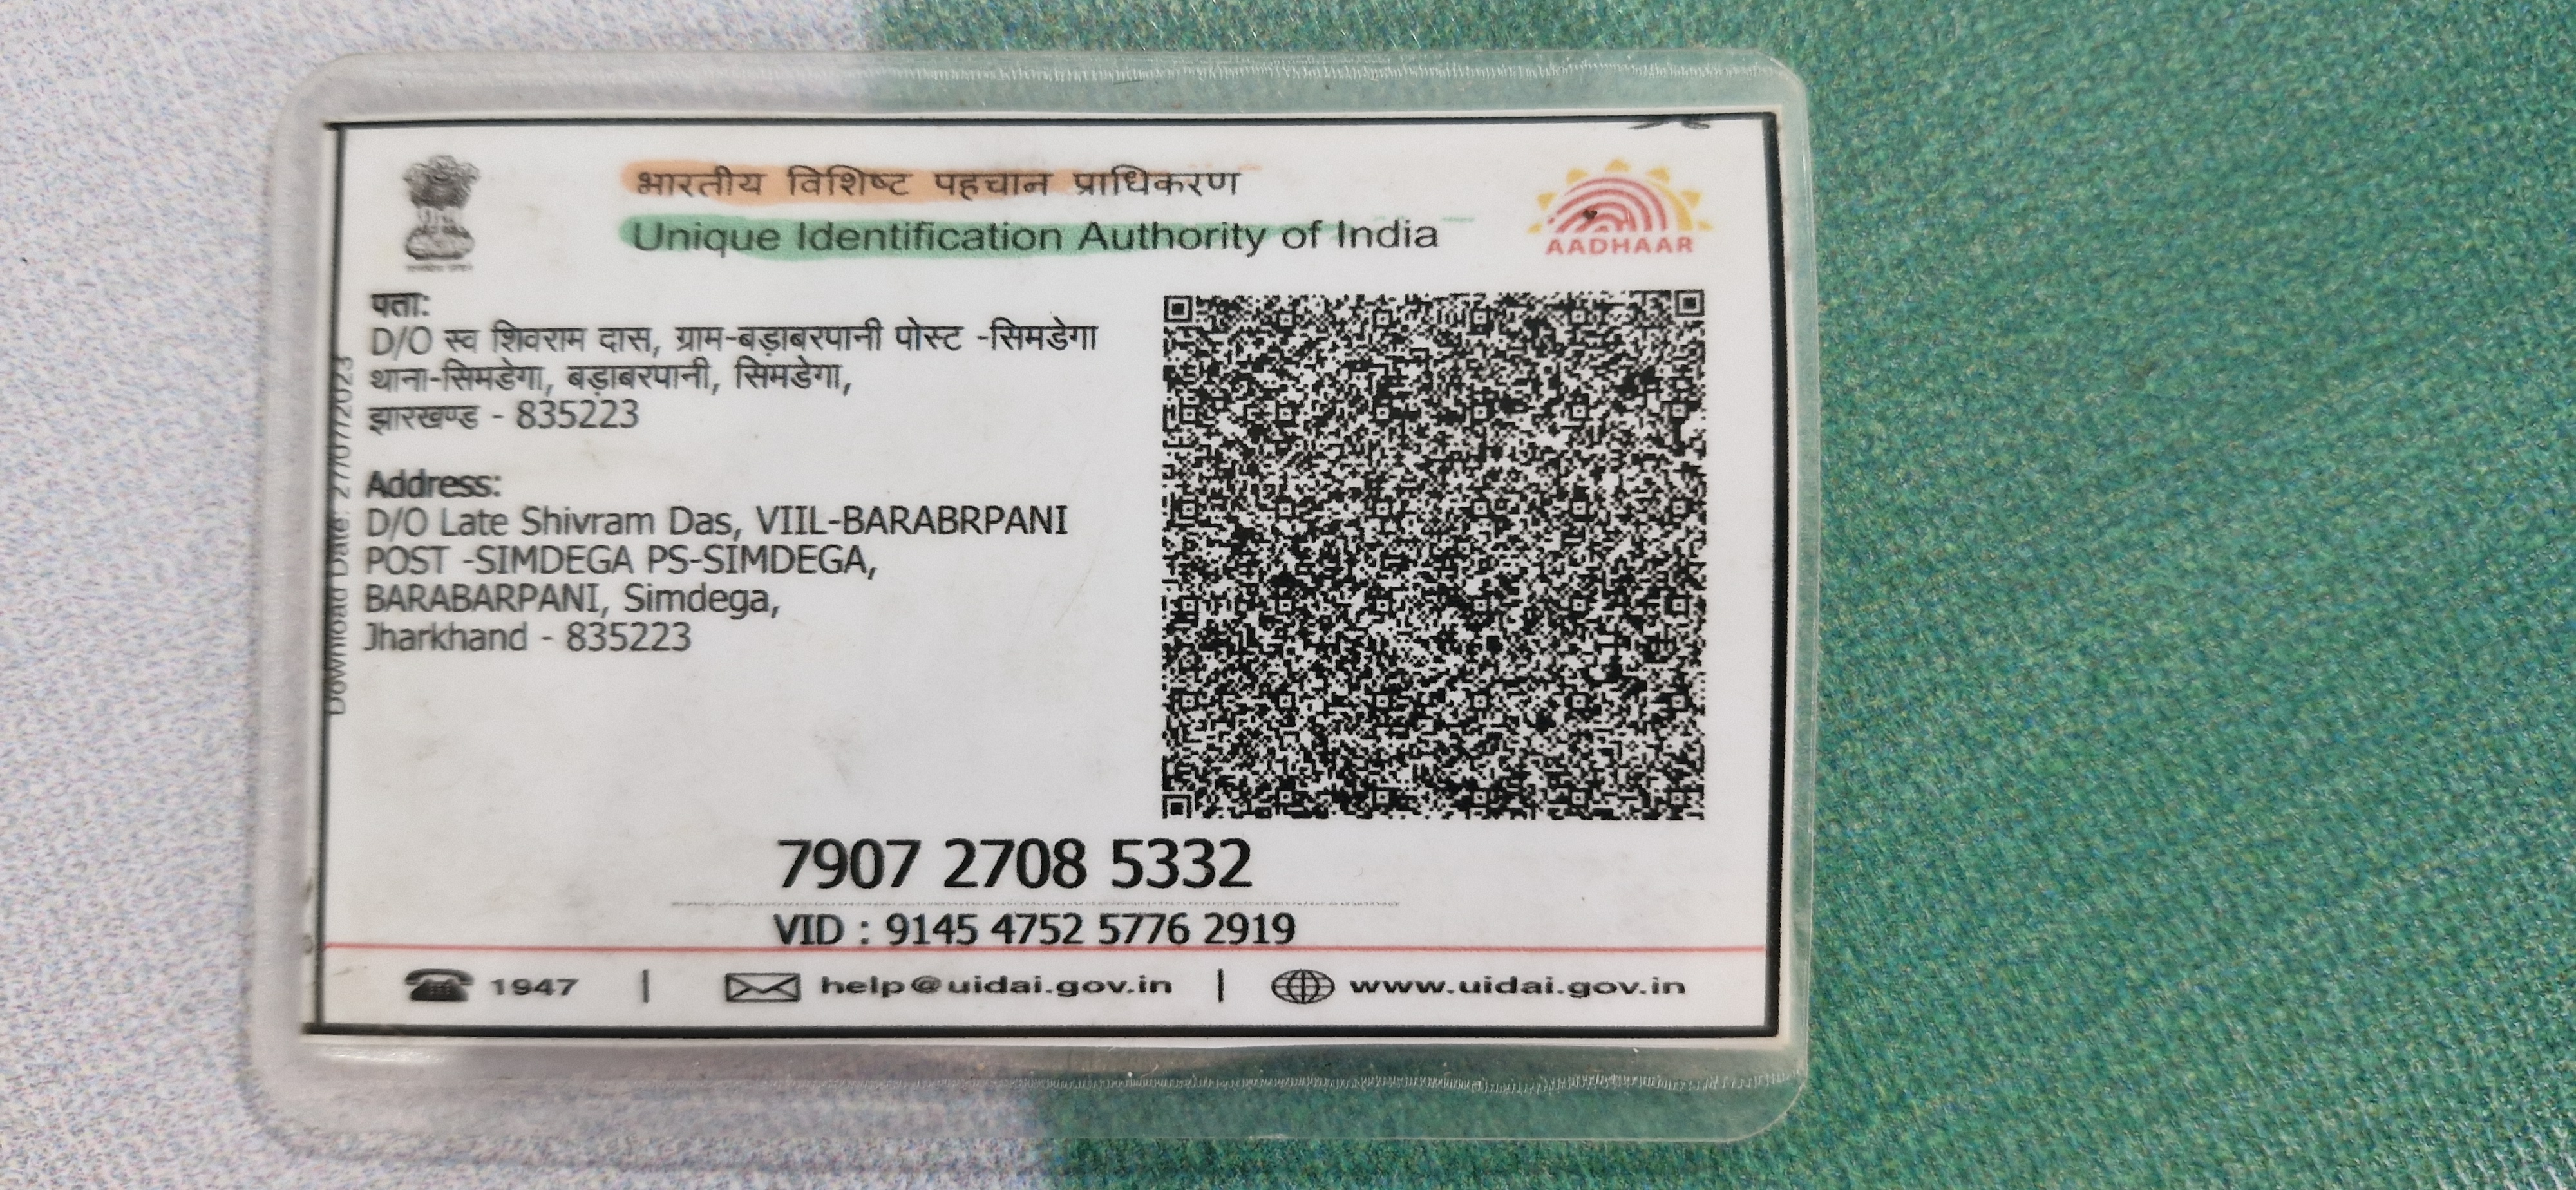 भारतीय विशिष्ट पहचान प्राधिकरण
Unique Identification Authority of India
AADHAAR
पता:
D/O स्व शिवराम दास, ग्राम-बड़ाबरपानी पोस्ट -सिमडेगा
थाना-सिमडेगा, बड़ाबरपानी, सिमडेगा,
झारखण्ड - 835223
Address:
D/O Late Shivram Das, VIIL-BARABRPANI
POST -SIMDEGA PS-SIMDEGA,
BARABARPANI, Simdega,
Jharkhand - 835223
Download Date: 27/07/2023
7907 2708 5332
VID : 9145 4752 5776 2919
1947 | help@uidai.gov.in | www.uidai.gov.in